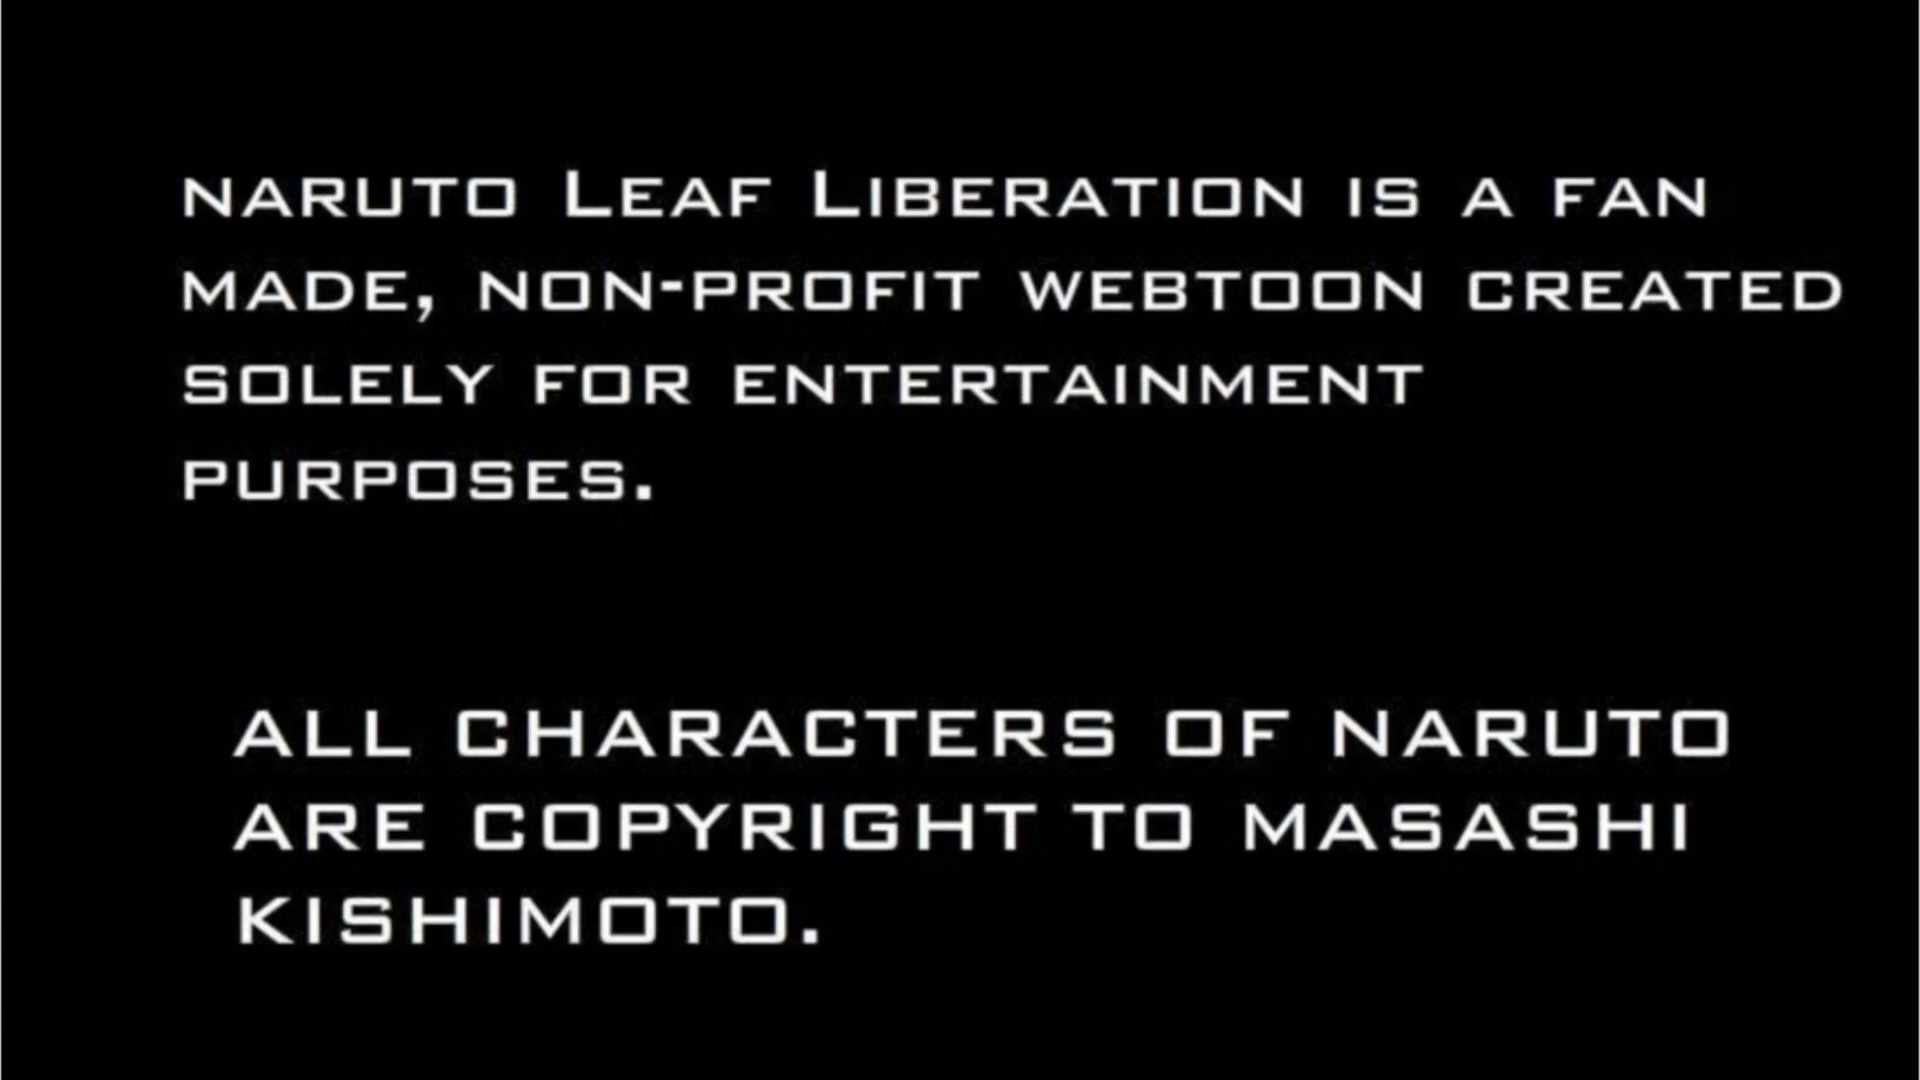 NARUTO LEAF LIBERATION IS A FAN
MADE, NON-PROFIT WEBTOON CREATED
SOLELY FOR ENTERTAINMENT
PURPOSES.
ALL CHARACTERS OF NARUTO
ARE COPYRIGHT TO MASASHI
KISHIMOTO.